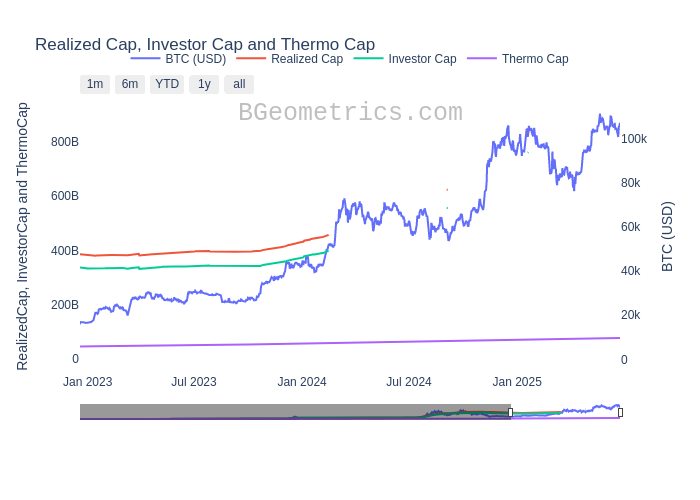 Realized Cap, Investor Cap and Thermo Cap
BTC (USD) Realized Cap Investor Cap Thermo Cap
1m 6m YTD 1y all
BGeometrics.com
RealizedCap, InvestorCap and ThermoCap
800B
600B
400B
200B
0
100k
80k
60k
40k
20k
0
BTC (USD)
Jan 2023 Jul 2023 Jan 2024 Jul 2024 Jan 2025